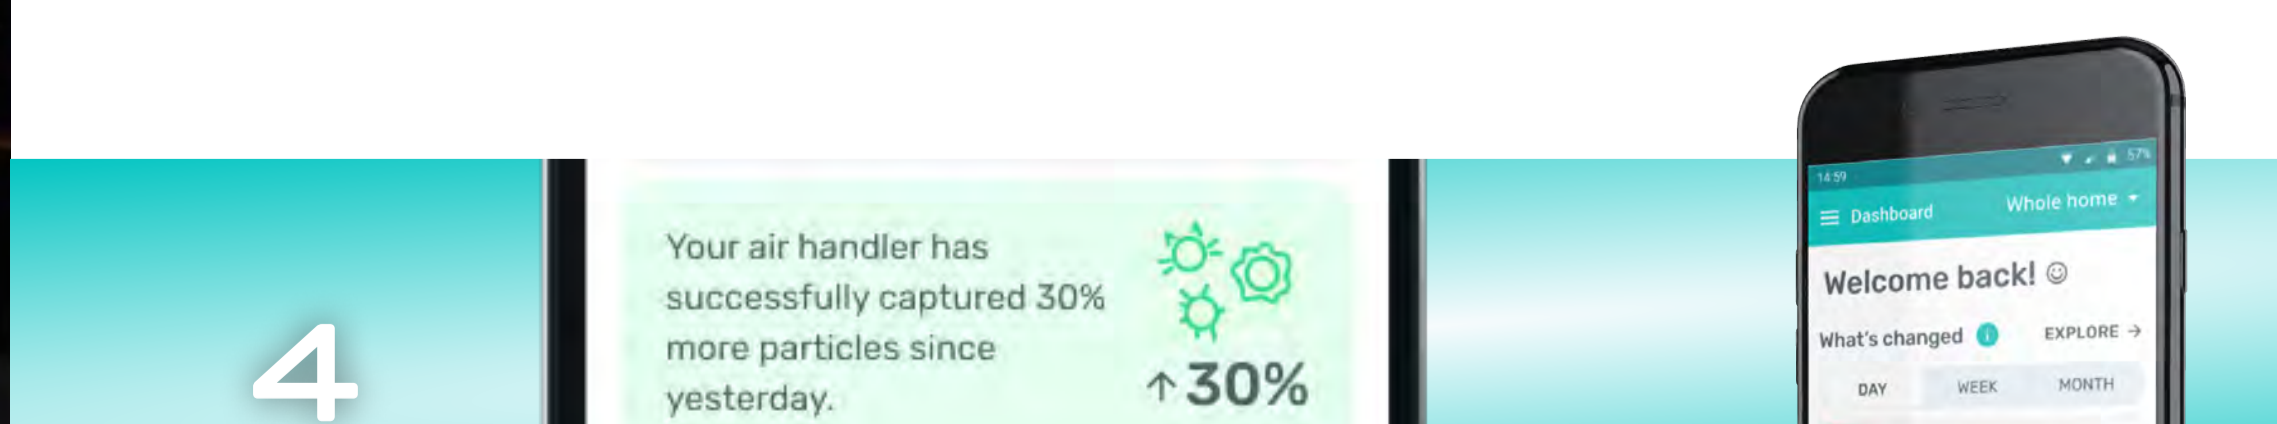 4
Your air handler has
successfully captured 30%
more particles since
yesterday.
↑30%
14:59
57%
Dashboard
Whole home
Welcome back! ☺
What's changed
EXPLORE →
DAY
WEEK
MONTH